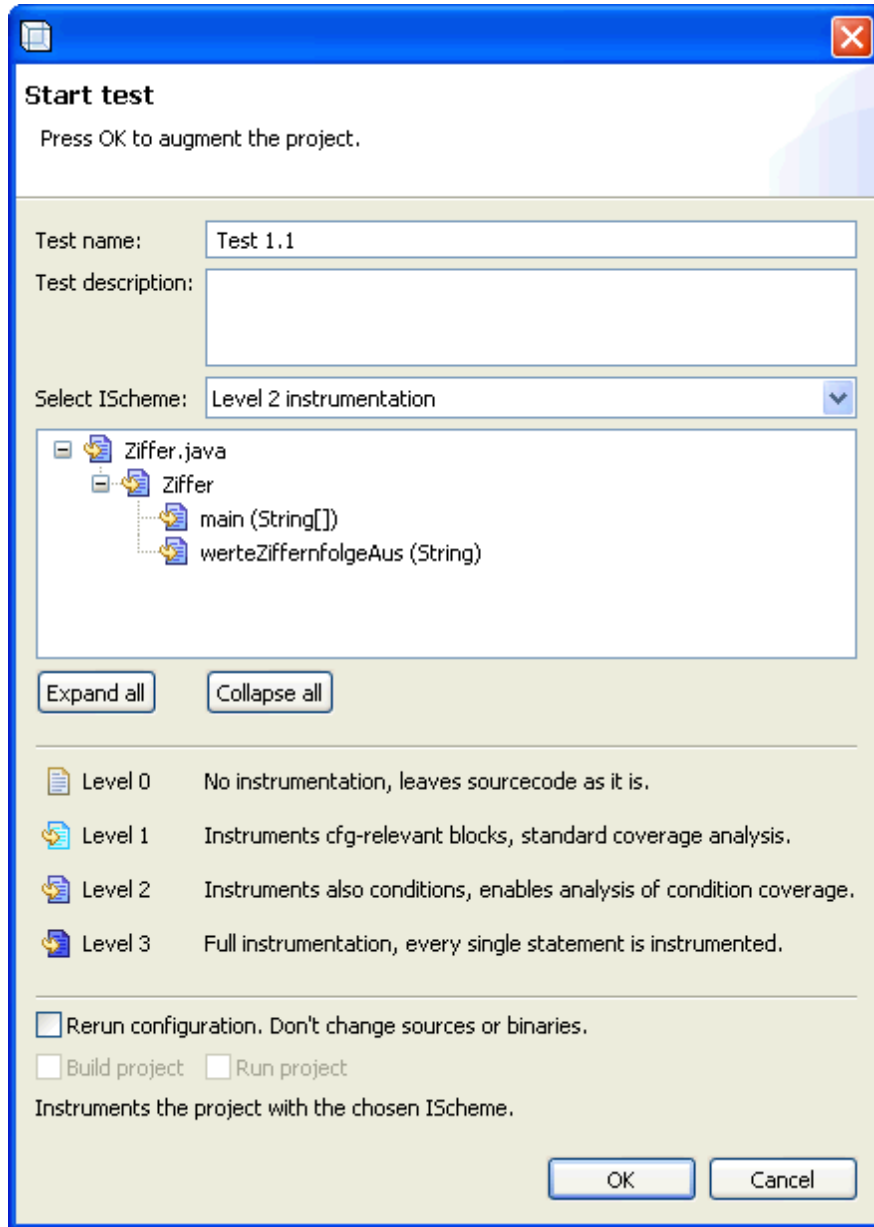 Start test
Press OK to augment the project.
Test name: Test 1.1
Test description:
Select IScheme: Level 2 instrumentation
Ziffer.java
Ziffer
main (String[])
werteZiffernfolgeAus (String)
Expand all Collapse all
Level 0 No instrumentation, leaves sourcecode as it is.
Level 1 Instruments cfg-relevant blocks, standard coverage analysis.
Level 2 Instruments also conditions, enables analysis of condition coverage.
Level 3 Full instrumentation, every single statement is instrumented.
Rerun configuration. Don't change sources or binaries.
Build project Run project
Instruments the project with the chosen IScheme.
OK Cancel